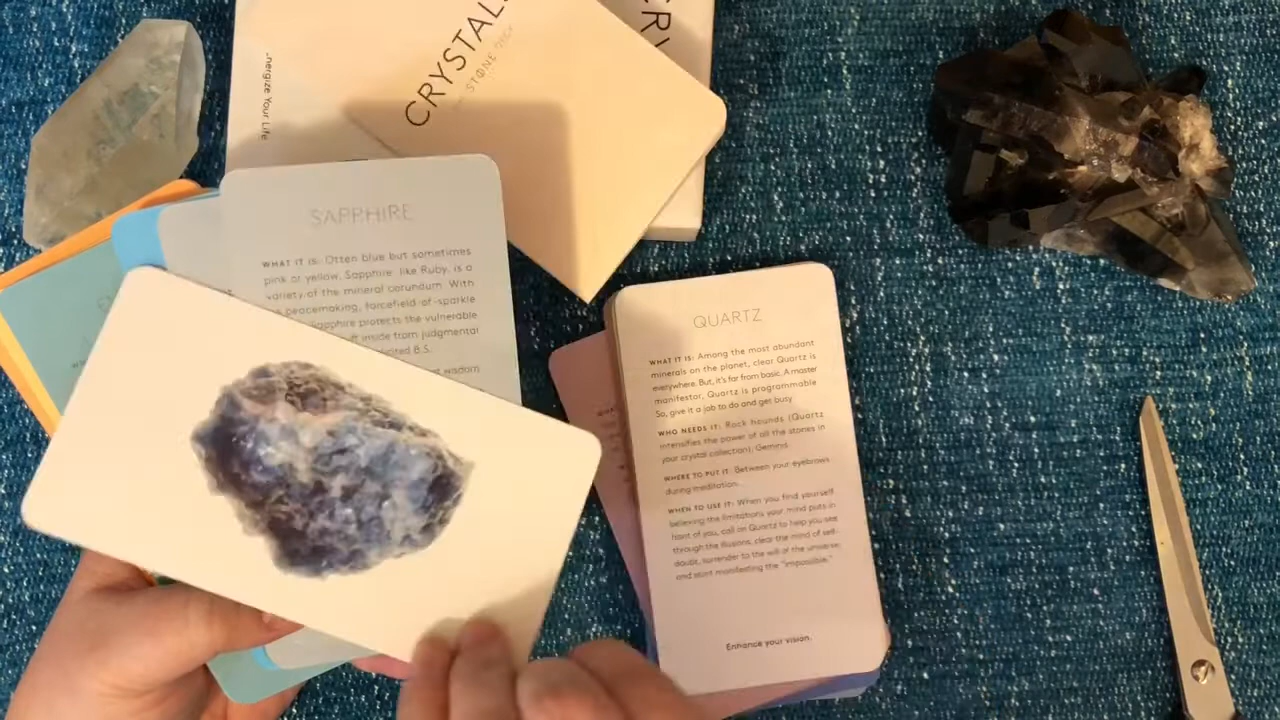 CRYSTALS
STONE DECK
CRY
nergize Your Life
SAPPHIRE
WHAT IT IS: Often blue but sometimes
pink or yellow, Sapphire, like Ruby, is a
variety of the mineral corundum. With
peacemaking, forcefield-of-sparkle
Sapphire protects the vulnerable
inside from judgmental
B.S.
wisdom
QUARTZ
WHAT IT IS: Among the most abundant
minerals on the planet, clear Quartz is
everywhere. But, it's far from basic. A master
manifestor, Quartz is programmable.
So, give it a job to do and get busy
WHO NEEDS IT: Rock hounds (Quartz
intensifies the power of all the stones in
your crystal collection); Geminis.
WHERE TO PUT IT: Between your eyebrows
during meditation.
WHEN TO USE IT: When you find yourself
believing the limitations your mind puts in
front of you, call on Quartz to help you see
through the illusions, clear the mind of self-
doubt, surrender to the will of the universe,
and start manifesting the "impossible."
Enhance your vision.